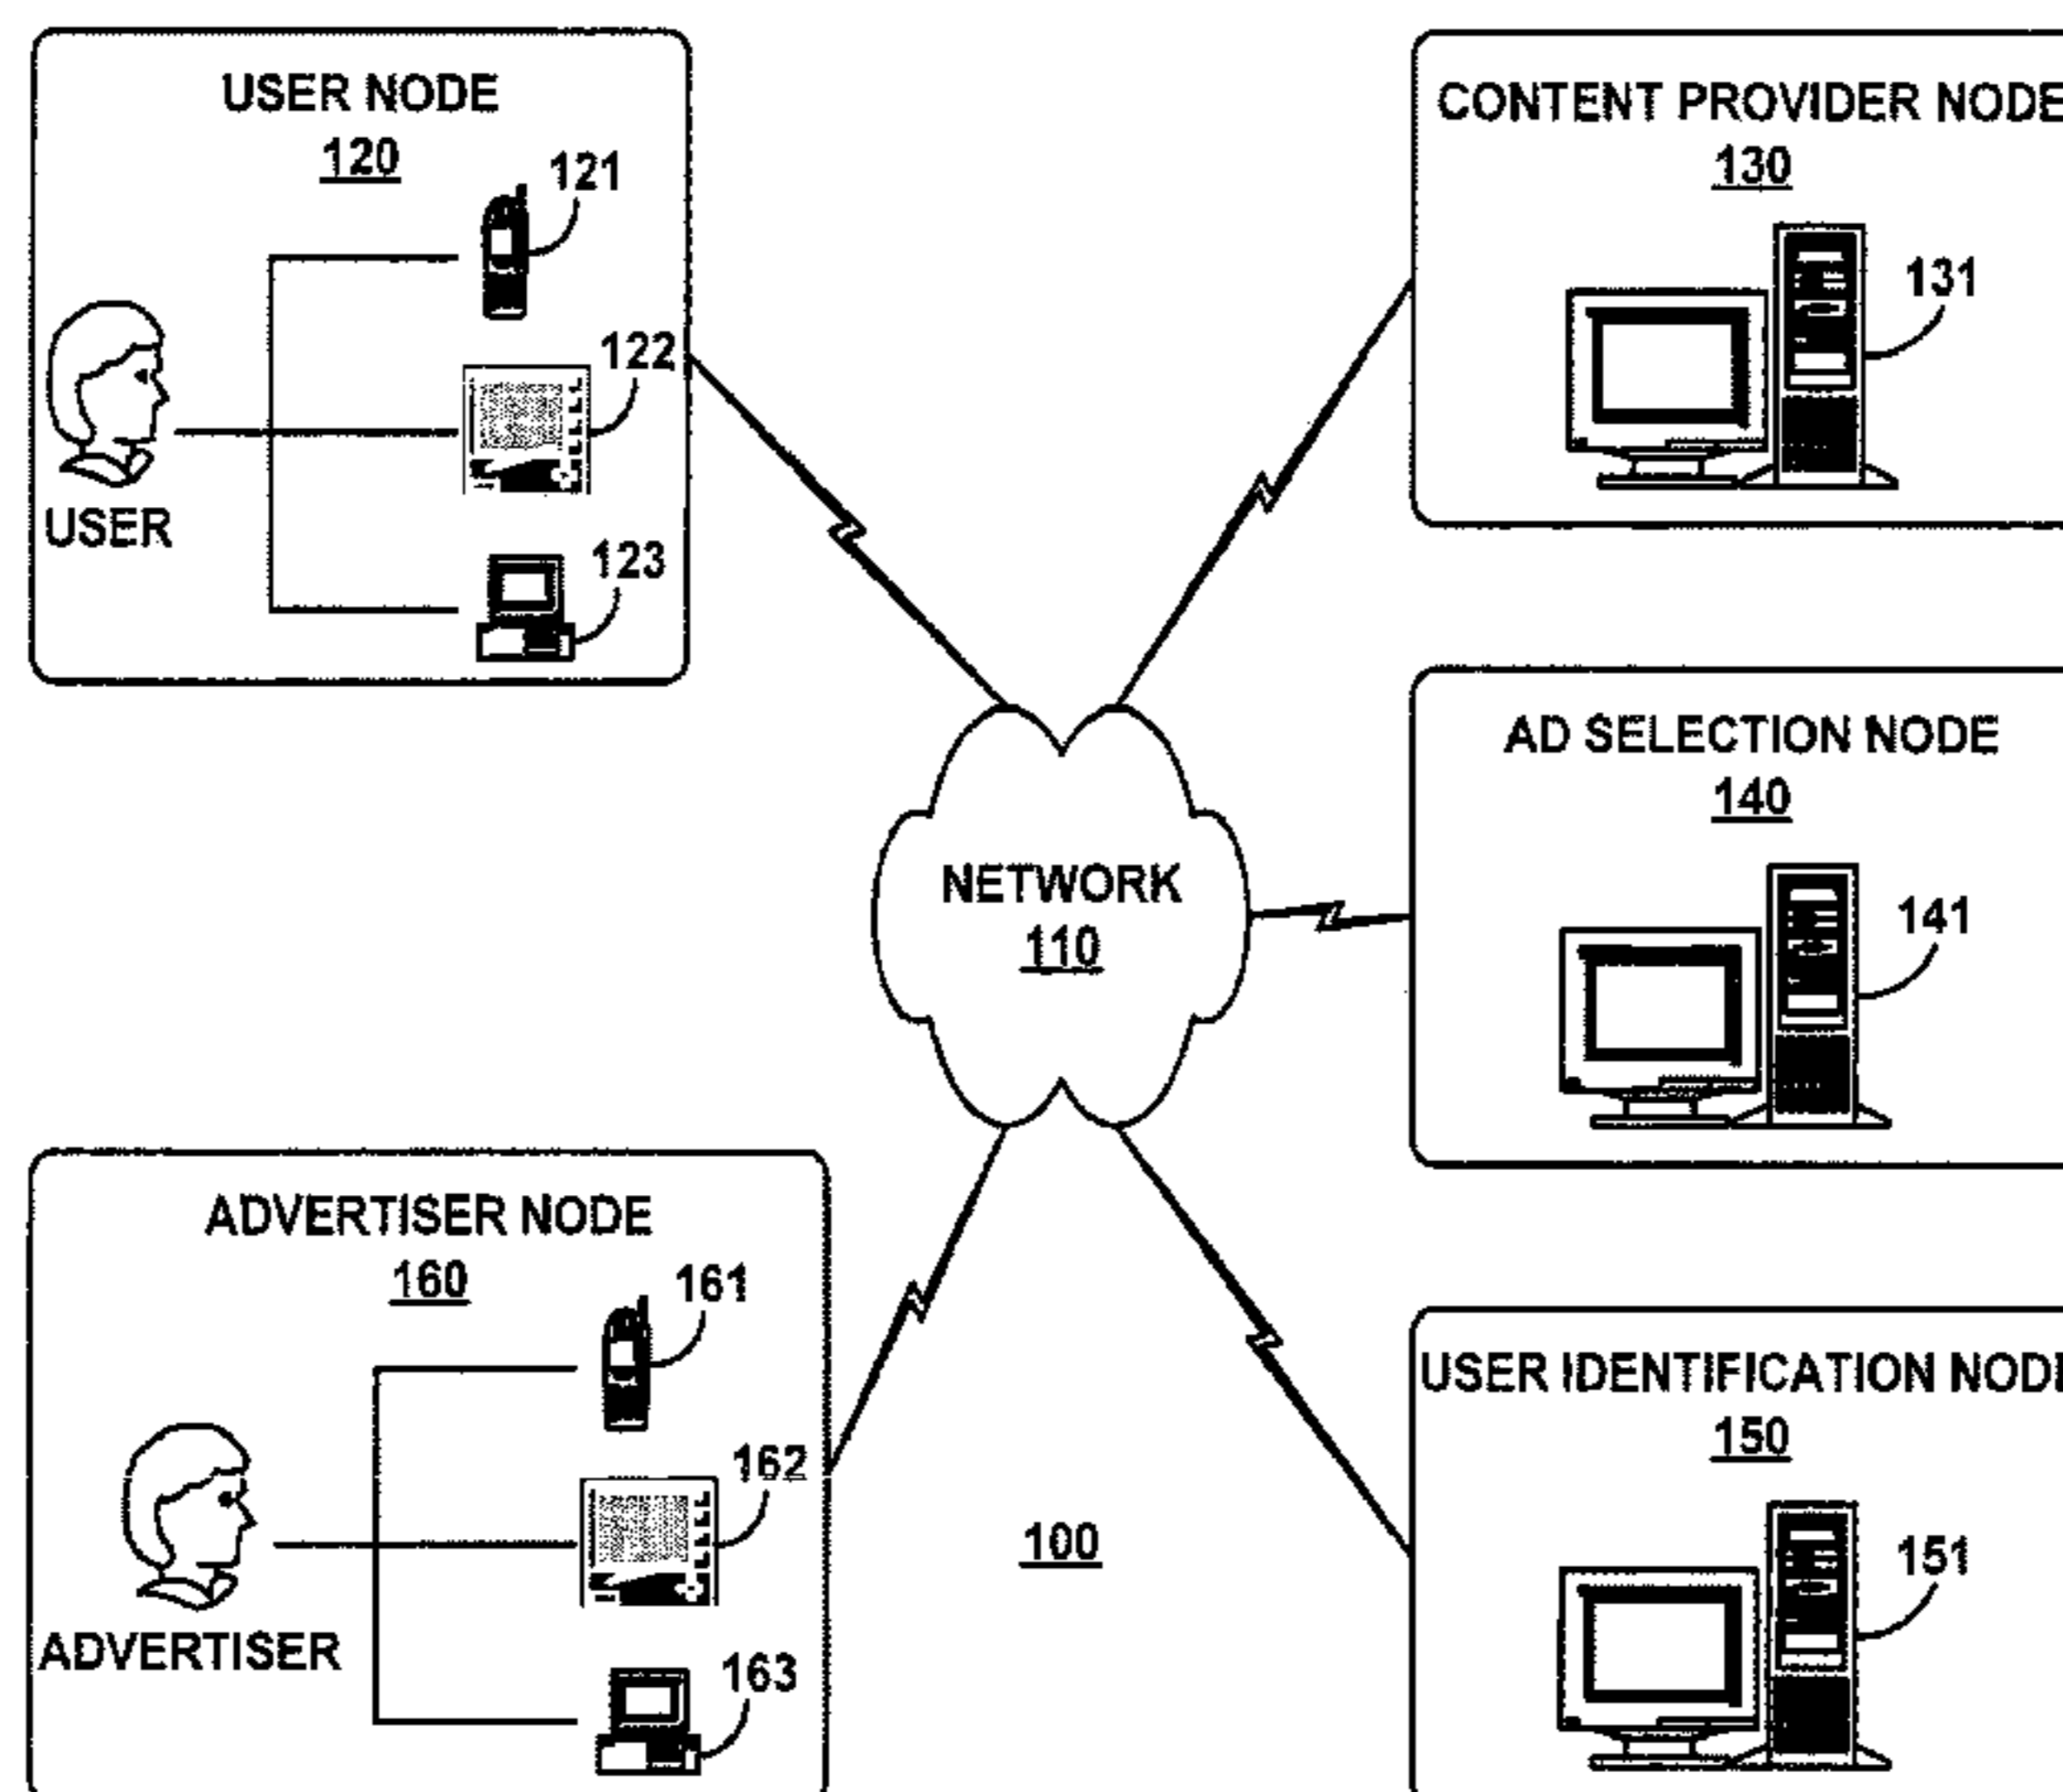 USER NODE
120
121
122
123
USER
CONTENT PROVIDER NODE
130
131
AD SELECTION NODE
140
141
NETWORK
110
ADVERTISER NODE
160
161
162
163
ADVERTISER
100
USER IDENTIFICATION NODE
150
151